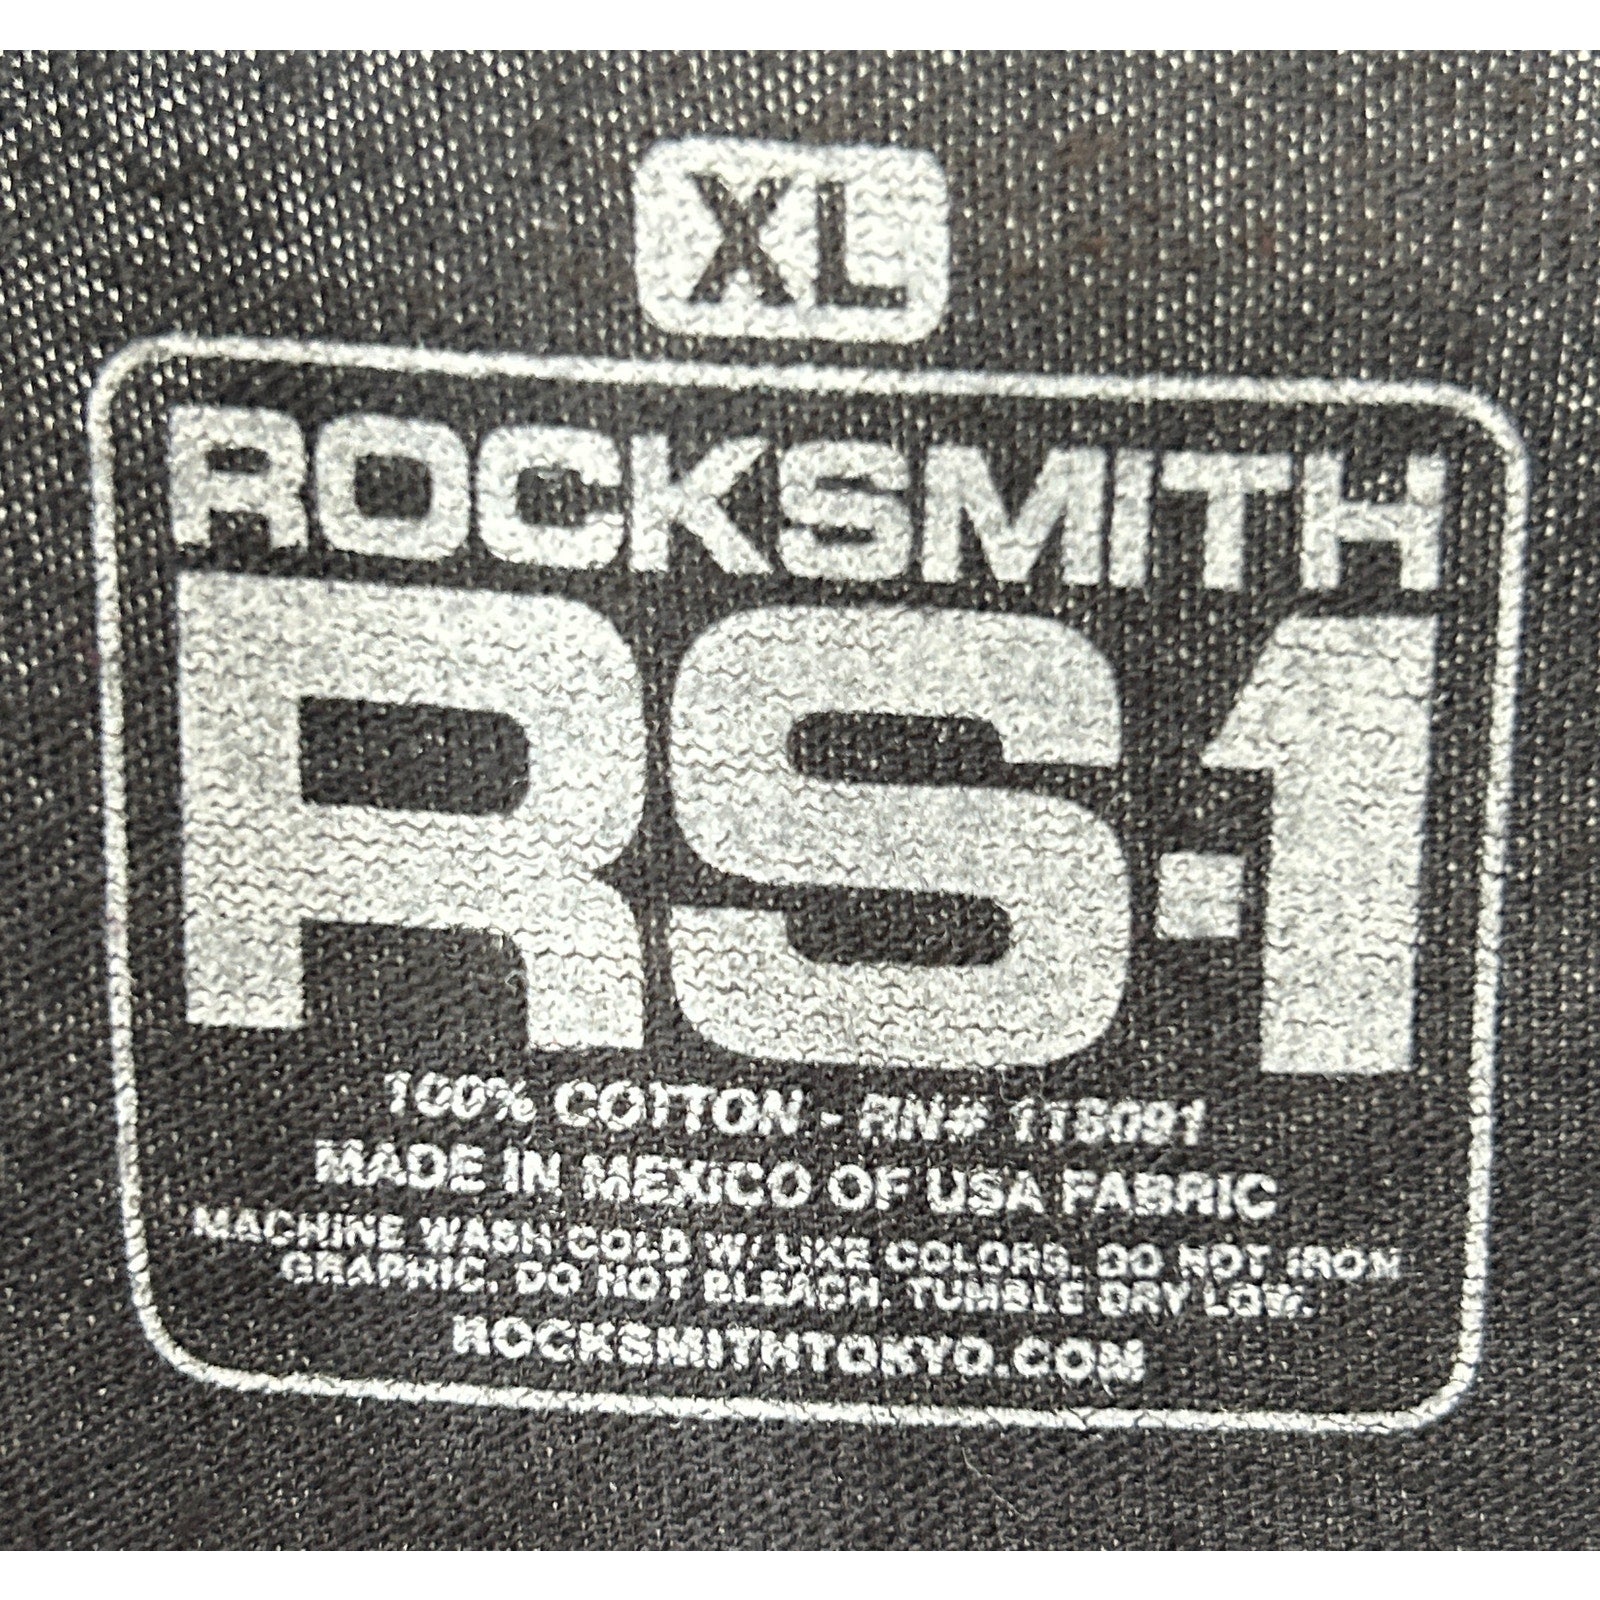 XL
ROCKSMITH
RS-1
100% COTTON - RN# 115091
MADE IN MEXICO OF USA FABRIC
MACHINE WASH COLD W/ LIKE COLORS. DO NOT IRON
GRAPHIC. DO NOT BLEACH. TUMBLE DRY LOW.
ROCKSMITHTOKYO.COM